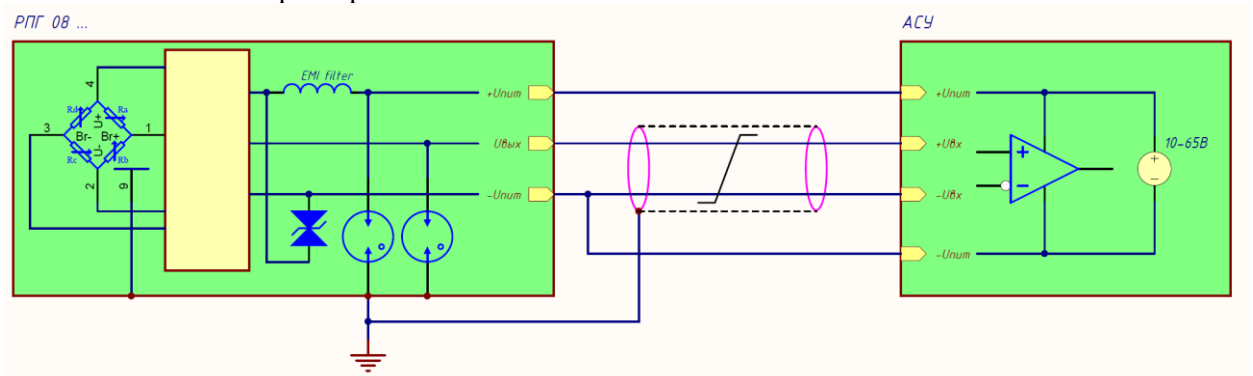 РПГ 08 ...
АСУ
EMI filter
+Uпит
+Uпит
4
Rd
Ra
U+
3
Br-
Br+
1
Uвых
+Uвх
10-65В
+
+
U-
Rc
Rb
2
9
-Uпит
-Uвх
-
-
-Uпит